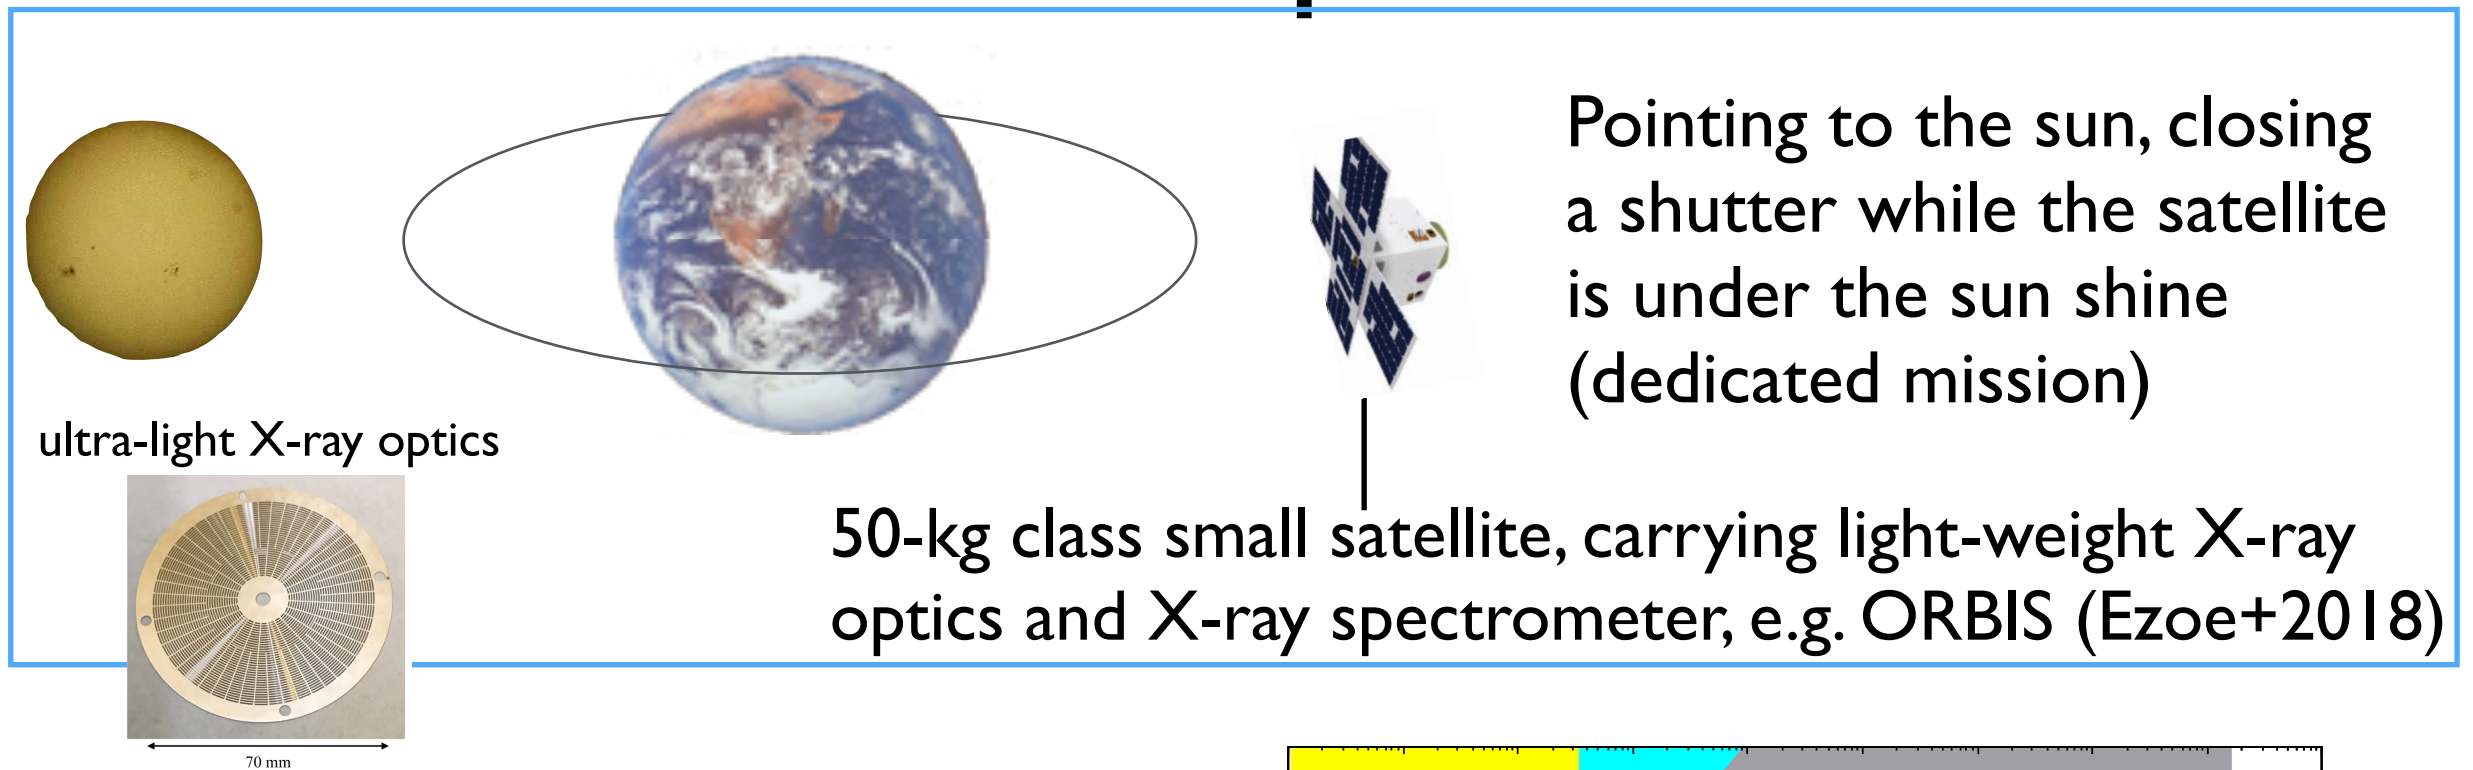 Pointing to the sun, closing
a shutter while the satellite
is under the sun shine
(dedicated mission)
ultra-light X-ray optics
50-kg class small satellite, carrying light-weight X-ray
optics and X-ray spectrometer, e.g. ORBIS (Ezoe+2018)
70 mm